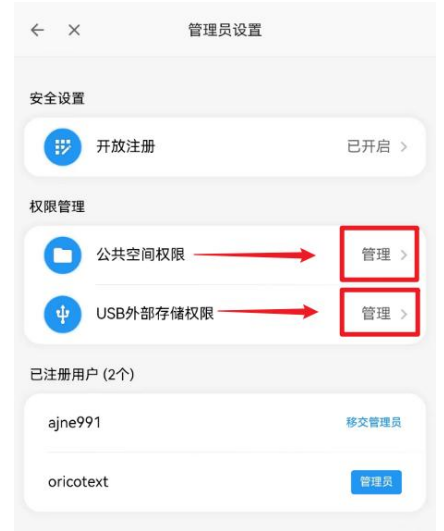 管理员设置
安全设置
开放注册 已开启
权限管理
公共空间权限 管理
USB外部存储权限 管理
已注册用户 (2个)
ajne991 移交管理员
oricotext 管理员